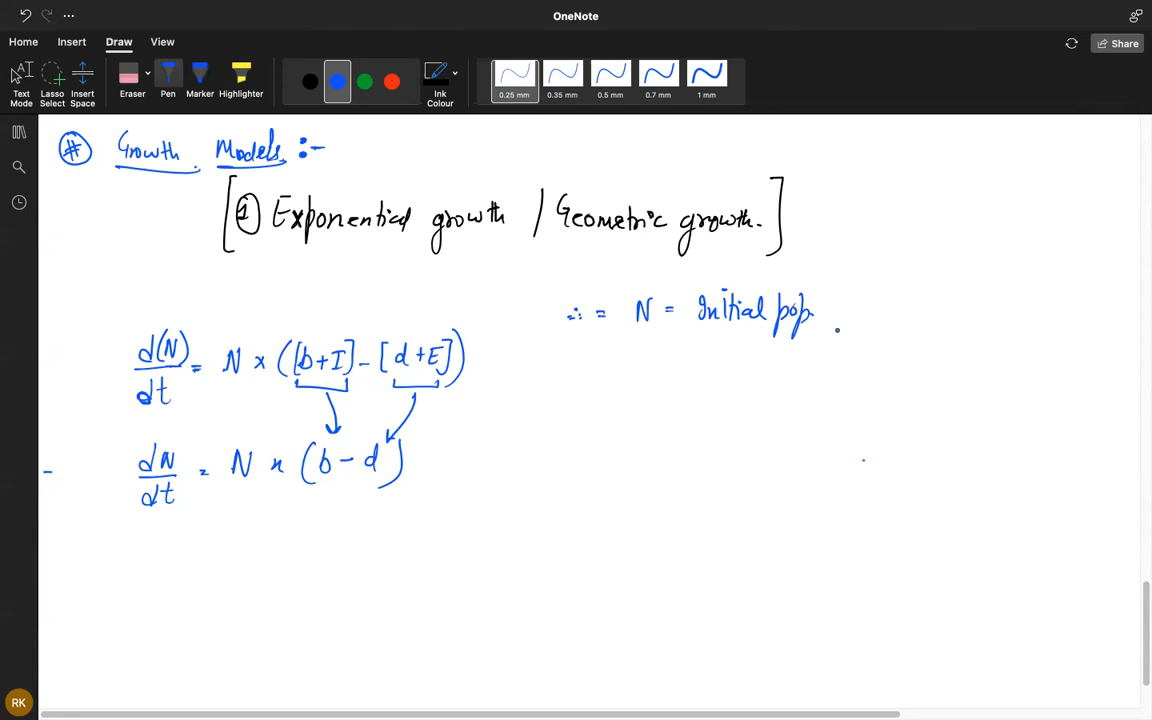 OneNote
Home Insert Draw View
Share
Text Mode Lasso Select Insert Space Eraser Pen Marker Highlighter Ink Colour 0.25 mm 0.35 mm 0.5 mm 0.7 mm 1 mm
# Growth Models :-
[① Exponential growth / Geometric growth.]
∴ = N = Initial pop
d(N)/dt = N × ([b+I] - [d+E])
dN/dt = N × (b - d)
RK